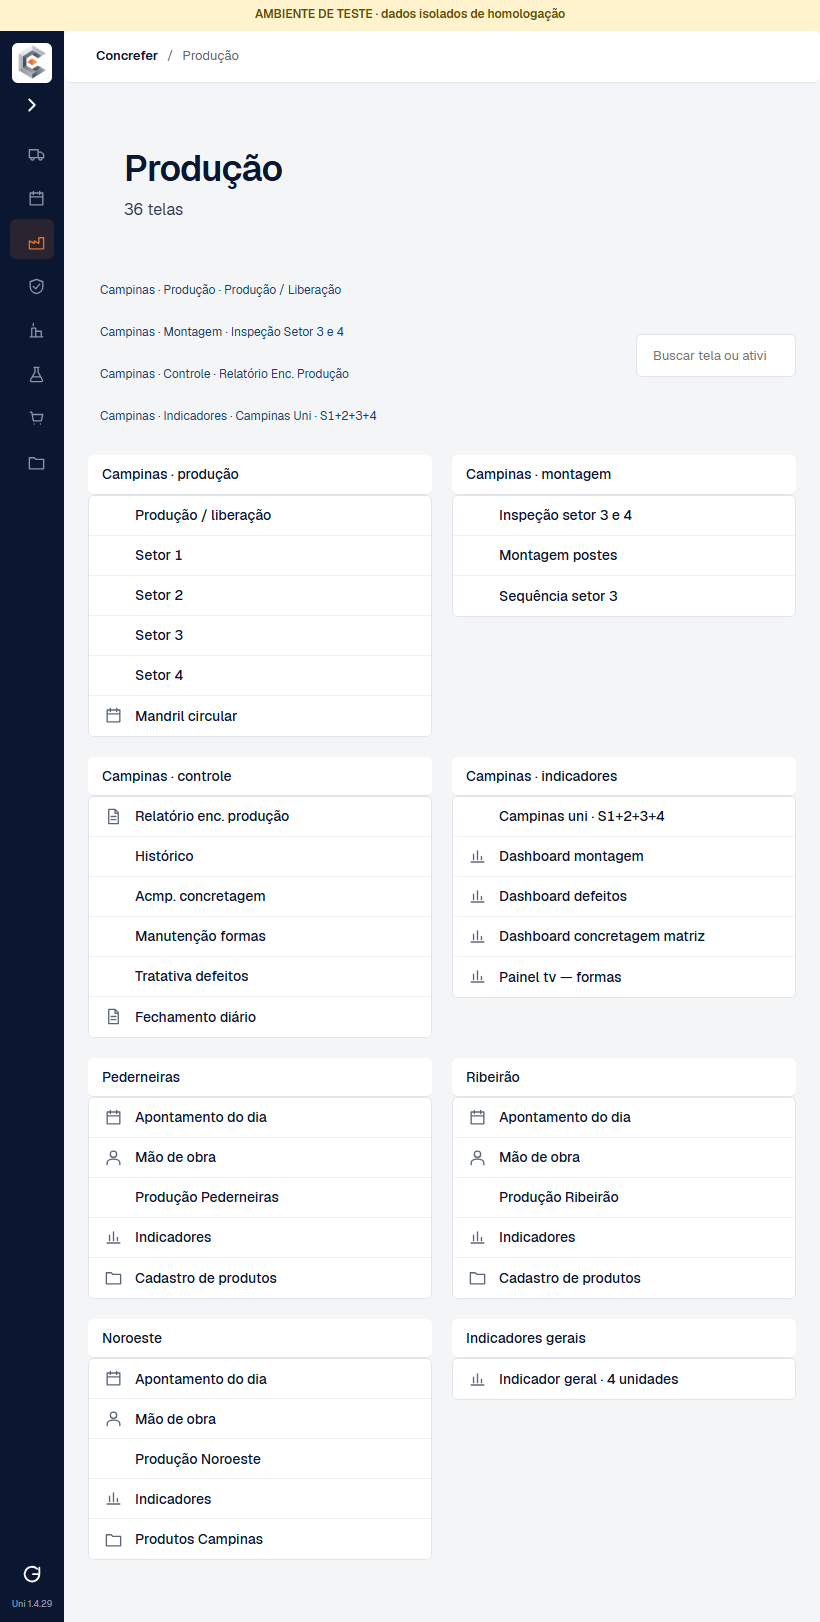 AMBIENTE DE TESTE · dados isolados de homologação
Concrefer / Produção
Produção
36 telas
Campinas · Produção · Produção / Liberação
Campinas · Montagem · Inspeção Setor 3 e 4
Campinas · Controle · Relatório Enc. Produção
Campinas · Indicadores · Campinas Uni · S1+2+3+4
Buscar tela ou ativi
Campinas · produção
Produção / liberação
Setor 1
Setor 2
Setor 3
Setor 4
Mandril circular
Campinas · montagem
Inspeção setor 3 e 4
Montagem postes
Sequência setor 3
Campinas · controle
Relatório enc. produção
Histórico
Acmp. concretagem
Manutenção formas
Tratativa defeitos
Fechamento diário
Campinas · indicadores
Campinas uni · S1+2+3+4
Dashboard montagem
Dashboard defeitos
Dashboard concretagem matriz
Painel tv — formas
Pederneiras
Apontamento do dia
Mão de obra
Produção Pederneiras
Indicadores
Cadastro de produtos
Ribeirão
Apontamento do dia
Mão de obra
Produção Ribeirão
Indicadores
Cadastro de produtos
Noroeste
Apontamento do dia
Mão de obra
Produção Noroeste
Indicadores
Produtos Campinas
Indicadores gerais
Indicador geral · 4 unidades
Uni 1.4.29